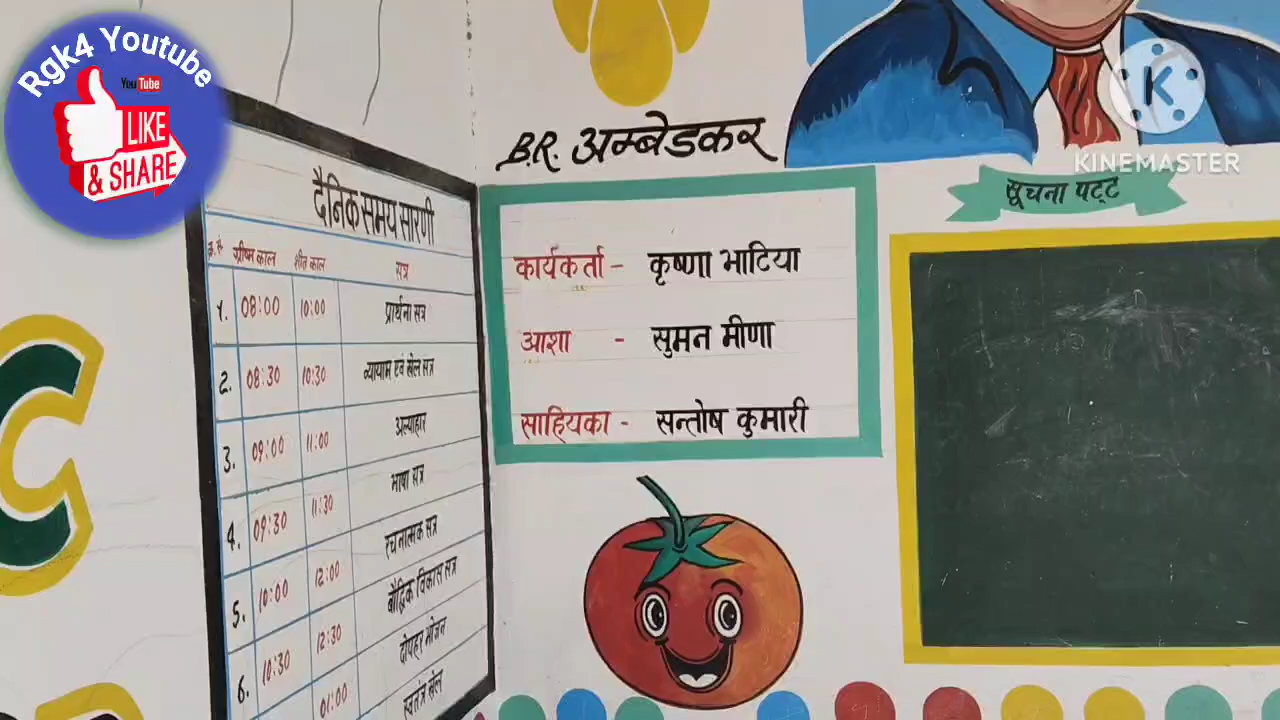 Rgk4 Youtube
You Tube
LIKE
& SHARE
KINEMASTER
B.R. अम्बेडकर
सूचना पट्ट
दैनिक समय सारणी
क्र.सं. ग्रीष्म काल शीत काल सत्र
1. 08:00 10:00 प्रार्थना सत्र
2. 08:30 10:30 व्यायाम एवं खेल सत्र
3. 09:00 11:00 अल्पाहार
4. 09:30 11:30 भाषा सत्र
5. 10:00 12:00 रचनात्मक सत्र
6. 10:30 12:30 बौद्धिक विकास सत्र
01:00 दोपहर भोजन
स्वतंत्र खेल
कार्यकर्ता - कृष्णा भाटिया
आशा - सुमन मीणा
साहियका - सन्तोष कुमारी